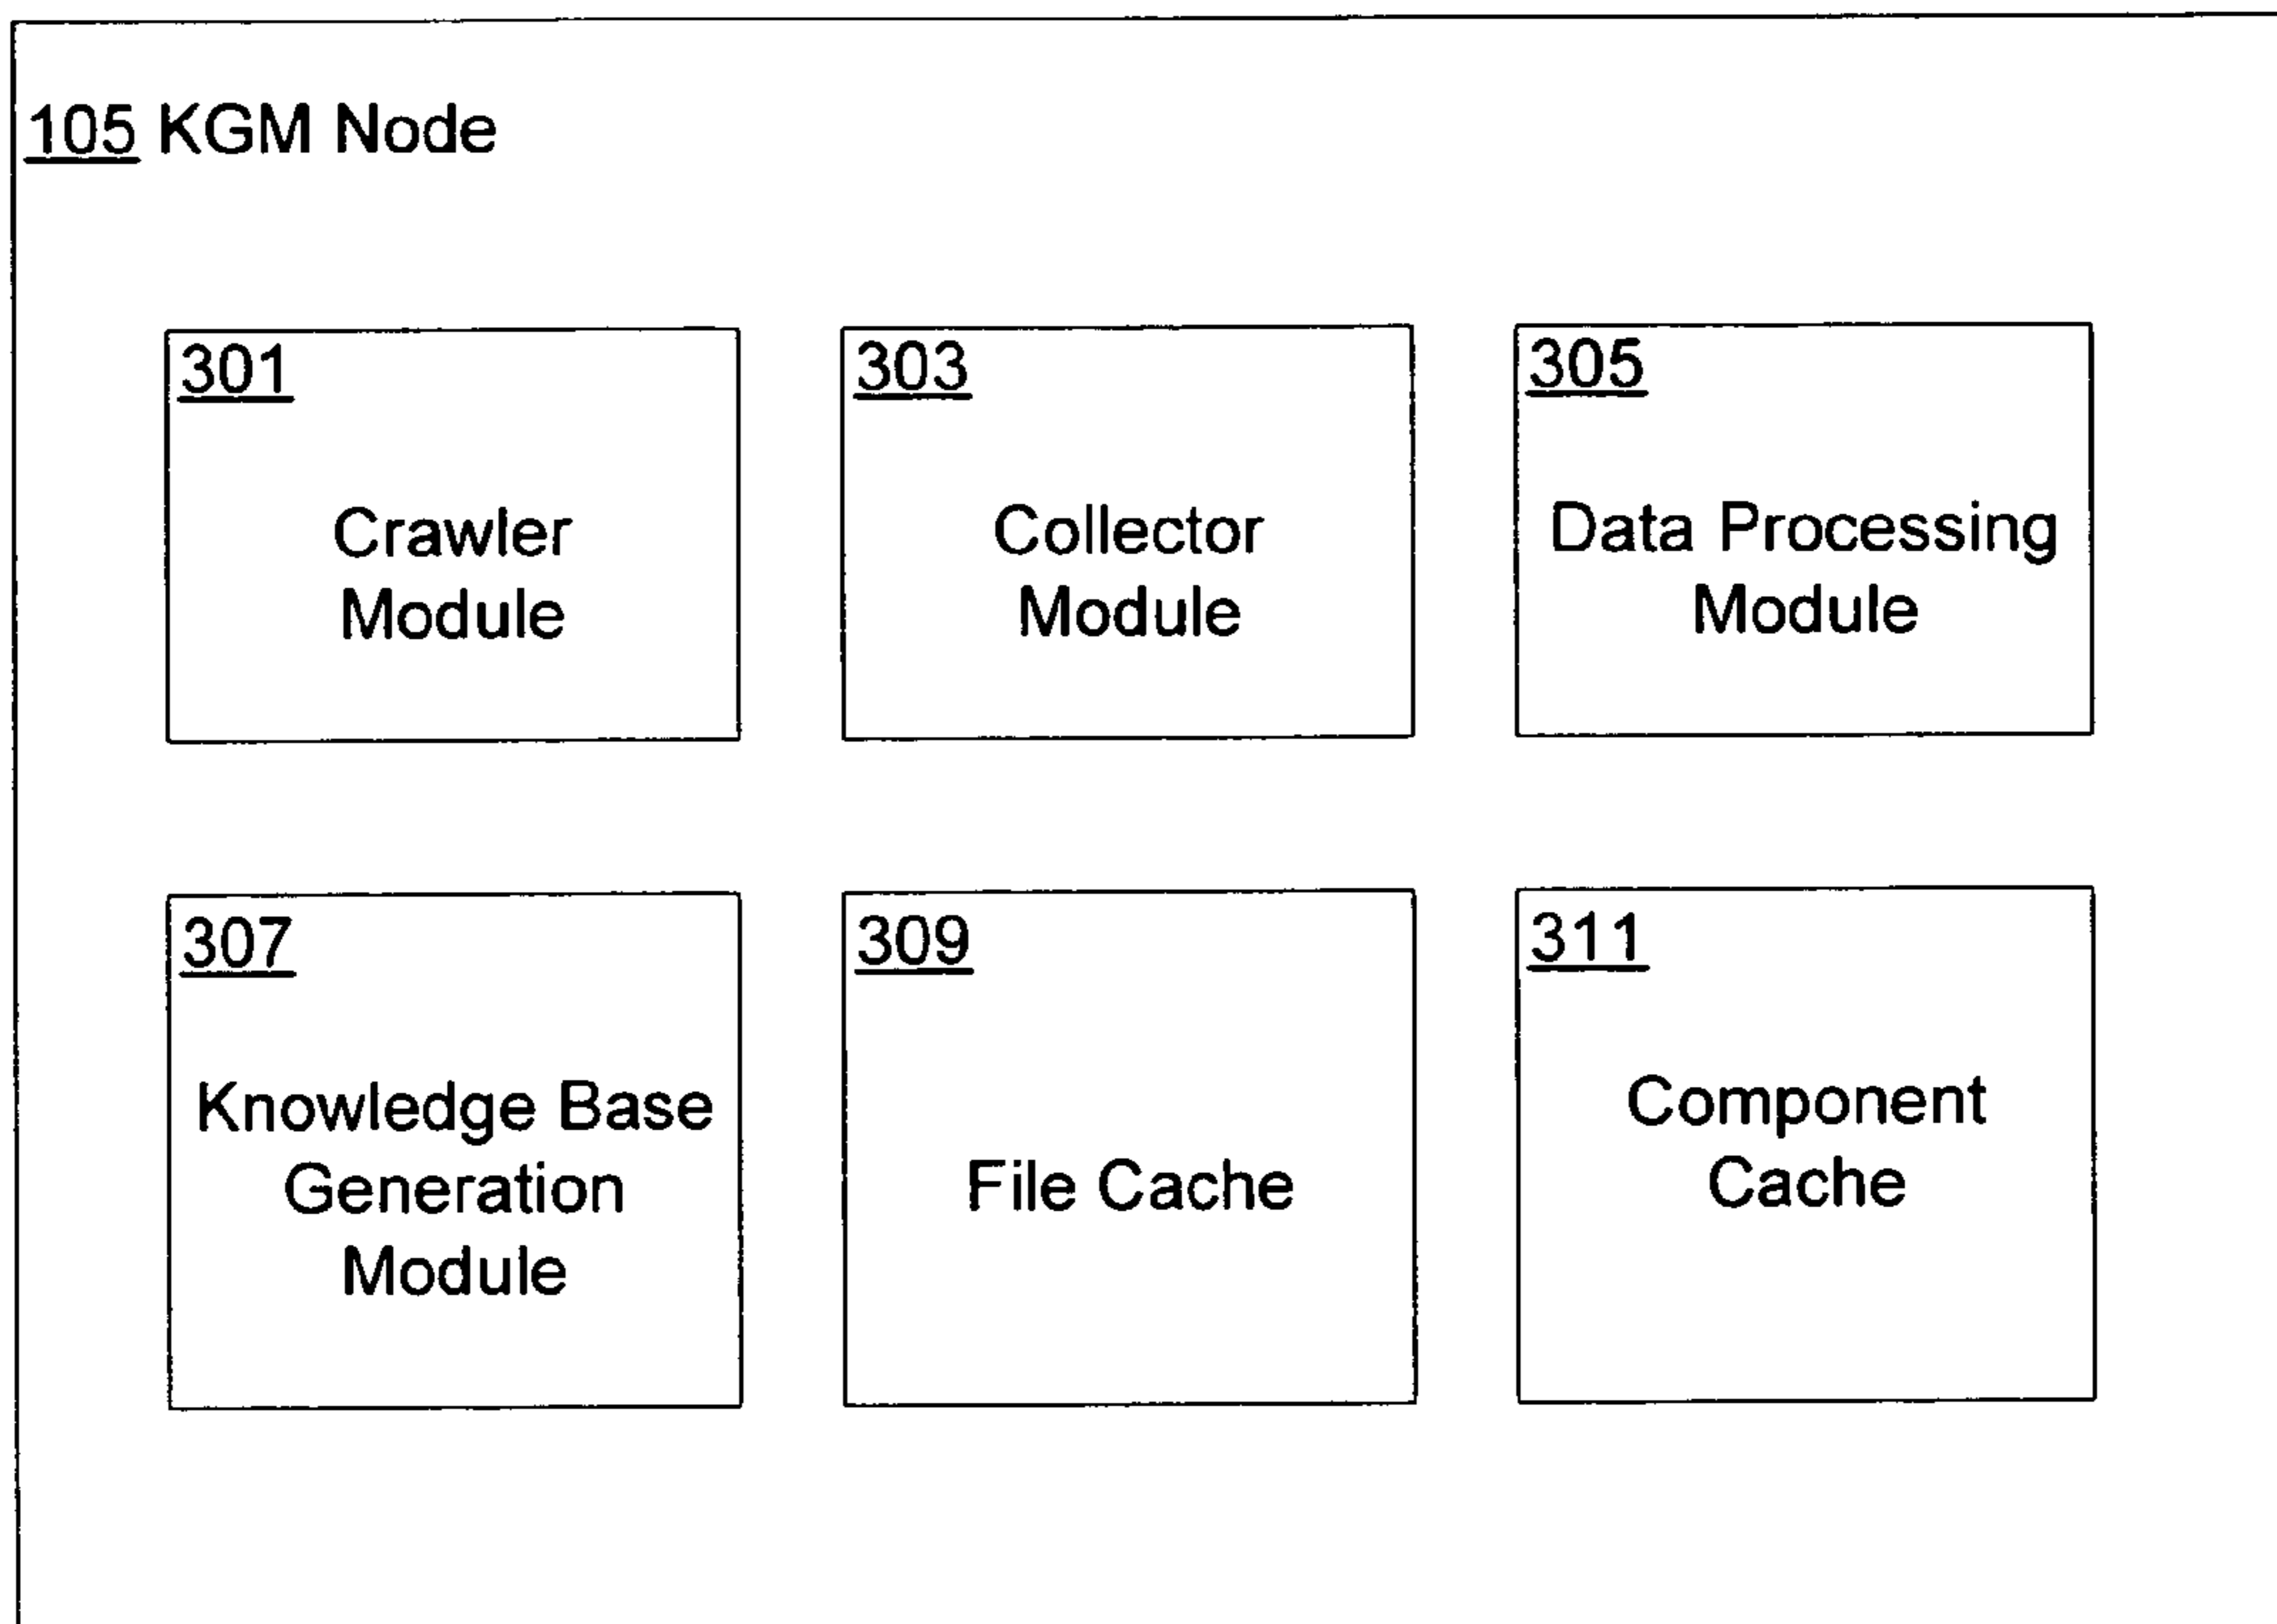 105 KGM Node
301
Crawler
Module
303
Collector
Module
305
Data Processing
Module
307
Knowledge Base
Generation
Module
309
File Cache
311
Component
Cache